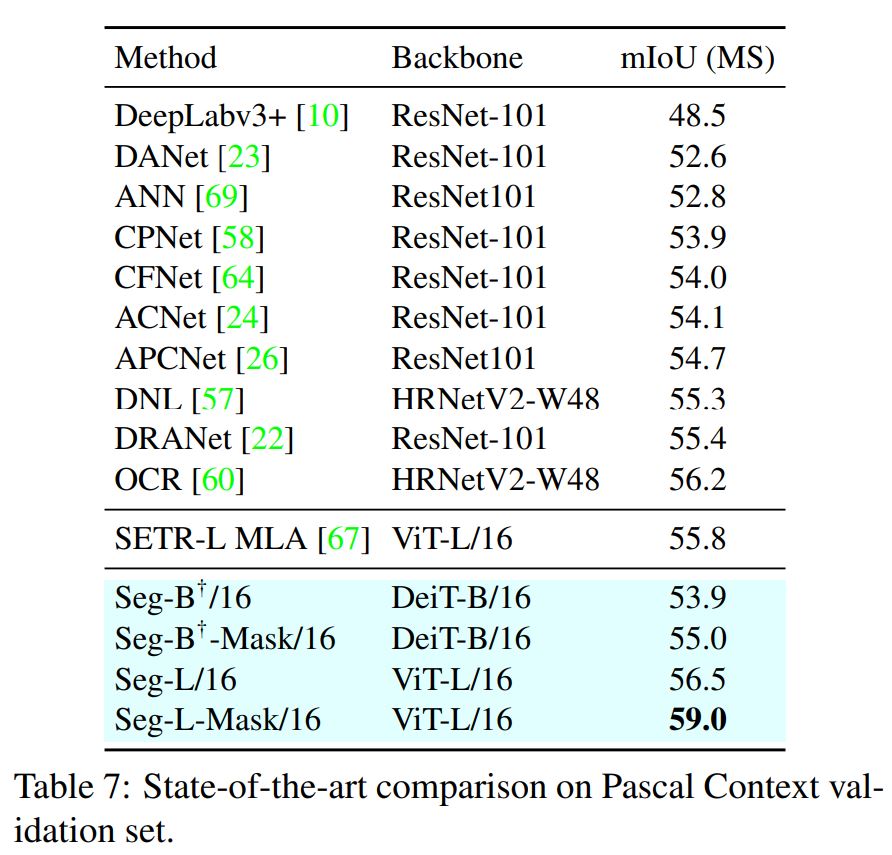 Method Backbone mIoU (MS)
DeepLabv3+ [10] ResNet-101 48.5
DANet [23] ResNet-101 52.6
ANN [69] ResNet101 52.8
CPNet [58] ResNet-101 53.9
CFNet [64] ResNet-101 54.0
ACNet [24] ResNet-101 54.1
APCNet [26] ResNet101 54.7
DNL [57] HRNetV2-W48 55.3
DRANet [22] ResNet-101 55.4
OCR [60] HRNetV2-W48 56.2
SETR-L MLA [67] ViT-L/16 55.8
Seg-B†/16 DeiT-B/16 53.9
Seg-B†-Mask/16 DeiT-B/16 55.0
Seg-L/16 ViT-L/16 56.5
Seg-L-Mask/16 ViT-L/16 59.0
Table 7: State-of-the-art comparison on Pascal Context val-
idation set.